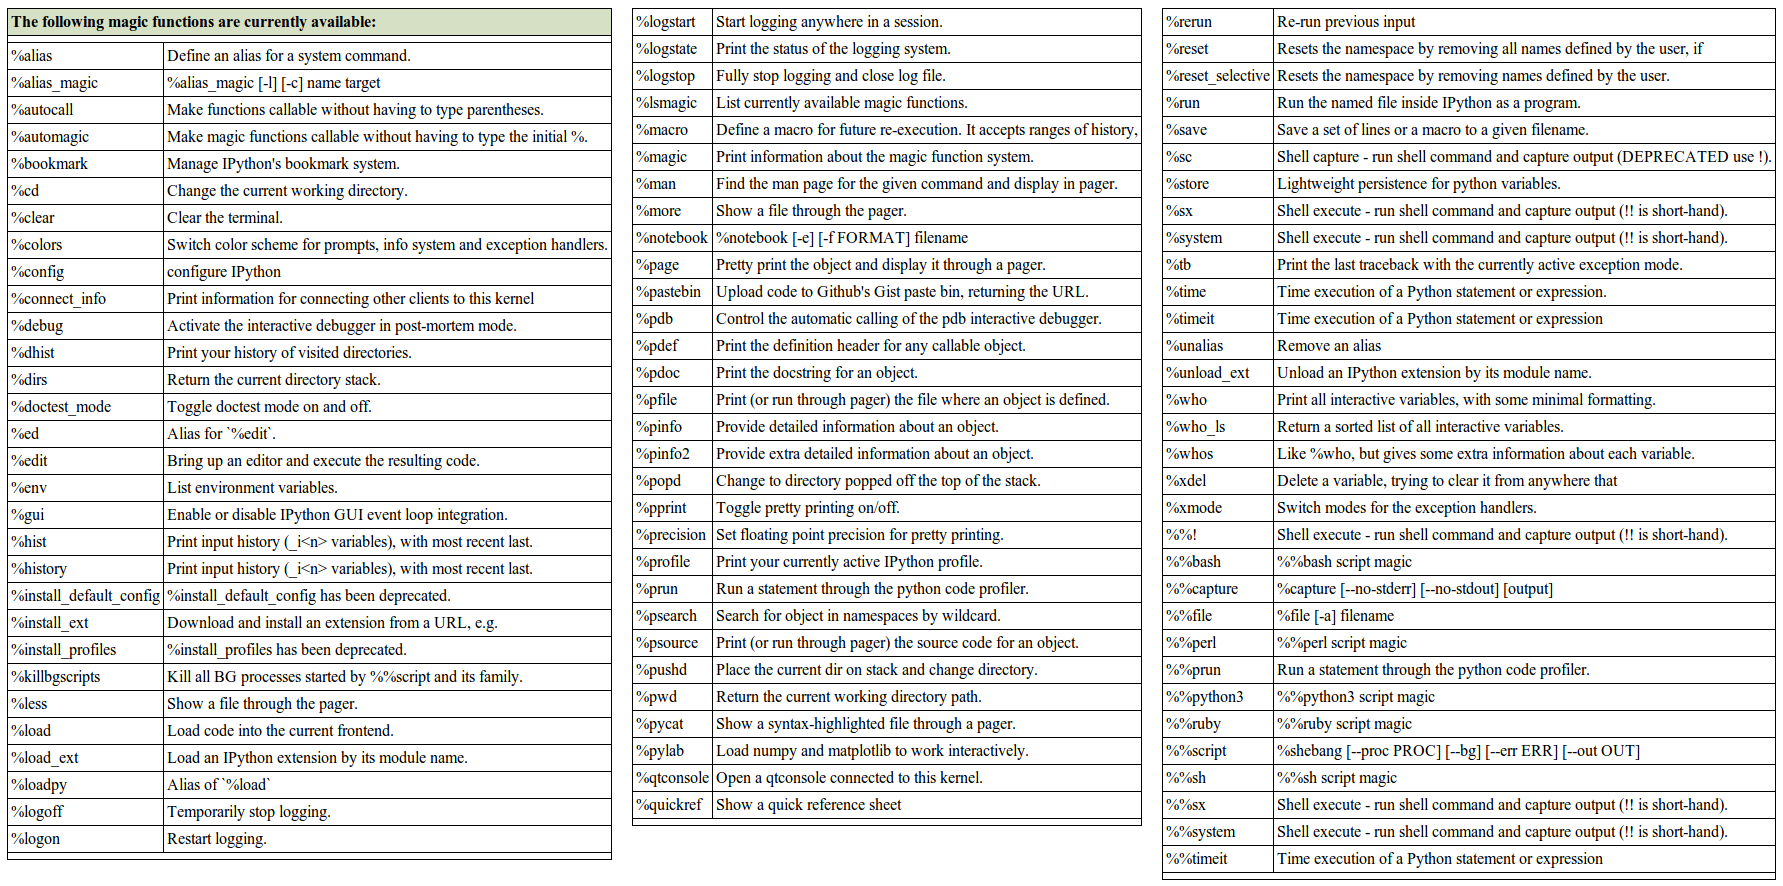 The following magic functions are currently available:
%alias Define an alias for a system command.
%alias_magic %alias_magic [-l] [-c] name target
%autocall Make functions callable without having to type parentheses.
%automagic Make magic functions callable without having to type the initial %.
%bookmark Manage IPython's bookmark system.
%cd Change the current working directory.
%clear Clear the terminal.
%colors Switch color scheme for prompts, info system and exception handlers.
%config configure IPython
%connect_info Print information for connecting other clients to this kernel
%debug Activate the interactive debugger in post-mortem mode.
%dhist Print your history of visited directories.
%dirs Return the current directory stack.
%doctest_mode Toggle doctest mode on and off.
%ed Alias for `%edit`.
%edit Bring up an editor and execute the resulting code.
%env List environment variables.
%gui Enable or disable IPython GUI event loop integration.
%hist Print input history (_i<n> variables), with most recent last.
%history Print input history (_i<n> variables), with most recent last.
%install_default_config %install_default_config has been deprecated.
%install_ext Download and install an extension from a URL, e.g.
%install_profiles %install_profiles has been deprecated.
%killbgscripts Kill all BG processes started by %%script and its family.
%less Show a file through the pager.
%load Load code into the current frontend.
%load_ext Load an IPython extension by its module name.
%loadpy Alias of `%load`
%logoff Temporarily stop logging.
%logon Restart logging.
%logstart Start logging anywhere in a session.
%logstate Print the status of the logging system.
%logstop Fully stop logging and close log file.
%lsmagic List currently available magic functions.
%macro Define a macro for future re-execution. It accepts ranges of history,
%magic Print information about the magic function system.
%man Find the man page for the given command and display in pager.
%more Show a file through the pager.
%notebook %notebook [-e] [-f FORMAT] filename
%page Pretty print the object and display it through a pager.
%pastebin Upload code to Github's Gist paste bin, returning the URL.
%pdb Control the automatic calling of the pdb interactive debugger.
%pdef Print the definition header for any callable object.
%pdoc Print the docstring for an object.
%pfile Print (or run through pager) the file where an object is defined.
%pinfo Provide detailed information about an object.
%pinfo2 Provide extra detailed information about an object.
%popd Change to directory popped off the top of the stack.
%pprint Toggle pretty printing on/off.
%precision Set floating point precision for pretty printing.
%profile Print your currently active IPython profile.
%prun Run a statement through the python code profiler.
%psearch Search for object in namespaces by wildcard.
%psource Print (or run through pager) the source code for an object.
%pushd Place the current dir on stack and change directory.
%pwd Return the current working directory path.
%pycat Show a syntax-highlighted file through a pager.
%pylab Load numpy and matplotlib to work interactively.
%qtconsole Open a qtconsole connected to this kernel.
%quickref Show a quick reference sheet
%rerun Re-run previous input
%reset Resets the namespace by removing all names defined by the user, if
%reset_selective Resets the namespace by removing names defined by the user.
%run Run the named file inside IPython as a program.
%save Save a set of lines or a macro to a given filename.
%sc Shell capture - run shell command and capture output (DEPRECATED use !).
%store Lightweight persistence for python variables.
%sx Shell execute - run shell command and capture output (!! is short-hand).
%system Shell execute - run shell command and capture output (!! is short-hand).
%tb Print the last traceback with the currently active exception mode.
%time Time execution of a Python statement or expression.
%timeit Time execution of a Python statement or expression
%unalias Remove an alias
%unload_ext Unload an IPython extension by its module name.
%who Print all interactive variables, with some minimal formatting.
%who_ls Return a sorted list of all interactive variables.
%whos Like %who, but gives some extra information about each variable.
%xdel Delete a variable, trying to clear it from anywhere that
%xmode Switch modes for the exception handlers.
%%! Shell execute - run shell command and capture output (!! is short-hand).
%%bash %%bash script magic
%%capture %capture [--no-stderr] [--no-stdout] [output]
%%file %file [-a] filename
%%perl %%perl script magic
%%prun Run a statement through the python code profiler.
%%python3 %%python3 script magic
%%ruby %%ruby script magic
%%script %shebang [--proc PROC] [--bg] [--err ERR] [--out OUT]
%%sh %%sh script magic
%%sx Shell execute - run shell command and capture output (!! is short-hand).
%%system Shell execute - run shell command and capture output (!! is short-hand).
%%timeit Time execution of a Python statement or expression